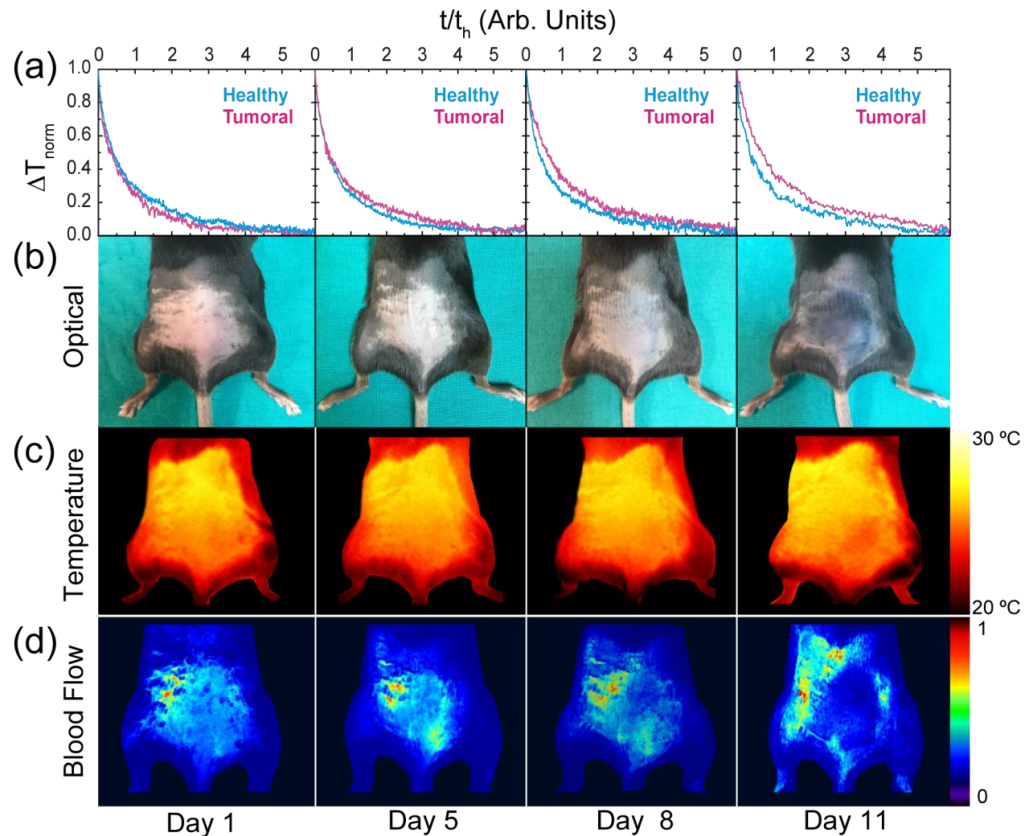 t/t_h (Arb. Units)
0 1 2 3 4 5 0 1 2 3 4 5 0 1 2 3 4 5 0 1 2 3 4 5
(a)
1.0
0.8
0.6
0.4
0.2
0.0
ΔT_norm
Healthy
Tumoral
Healthy
Tumoral
Healthy
Tumoral
Healthy
Tumoral
(b)
Optical
(c)
Temperature
30 ºC
20 ºC
(d)
Blood Flow
1
0
Day 1 Day 5 Day 8 Day 11